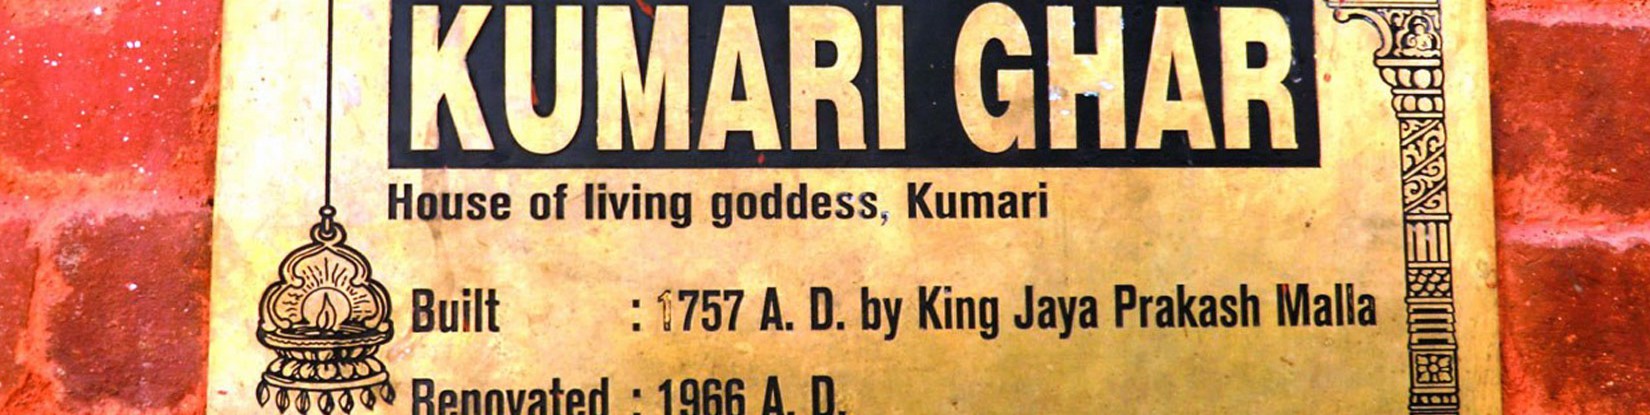 KUMARI GHAR
House of living goddess, Kumari
Built : 1757 A. D. by King Jaya Prakash Malla
Renovated : 1966 A. D.